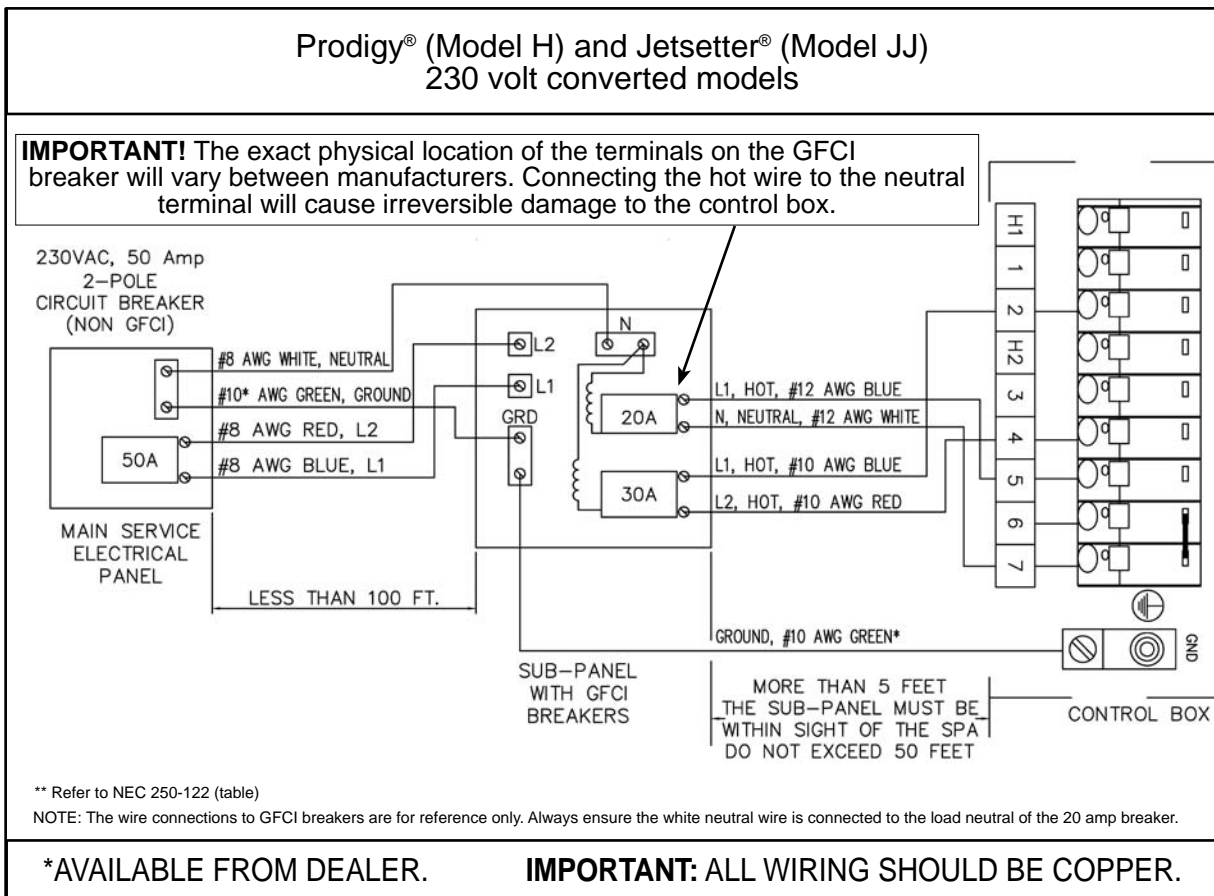 Prodigy® (Model H) and Jetsetter® (Model JJ)
230 volt converted models
IMPORTANT! The exact physical location of the terminals on the GFCI
breaker will vary between manufacturers. Connecting the hot wire to the neutral
terminal will cause irreversible damage to the control box.
230VAC, 50 Amp
2-POLE
CIRCUIT BREAKER
(NON GFCI)
#8 AWG WHITE, NEUTRAL
#10* AWG GREEN, GROUND
#8 AWG RED, L2
#8 AWG BLUE, L1
50A
MAIN SERVICE
ELECTRICAL
PANEL
LESS THAN 100 FT.
N
L2
L1
GRD
20A
30A
SUB-PANEL
WITH GFCI
BREAKERS
L1, HOT, #12 AWG BLUE
N, NEUTRAL, #12 AWG WHITE
L1, HOT, #10 AWG BLUE
L2, HOT, #10 AWG RED
GROUND, #10 AWG GREEN*
MORE THAN 5 FEET
THE SUB-PANEL MUST BE
WITHIN SIGHT OF THE SPA
DO NOT EXCEED 50 FEET
H1
1
2
H2
3
4
5
6
7
GND
CONTROL BOX
** Refer to NEC 250-122 (table)
NOTE: The wire connections to GFCI breakers are for reference only. Always ensure the white neutral wire is connected to the load neutral of the 20 amp breaker.
*AVAILABLE FROM DEALER. IMPORTANT: ALL WIRING SHOULD BE COPPER.